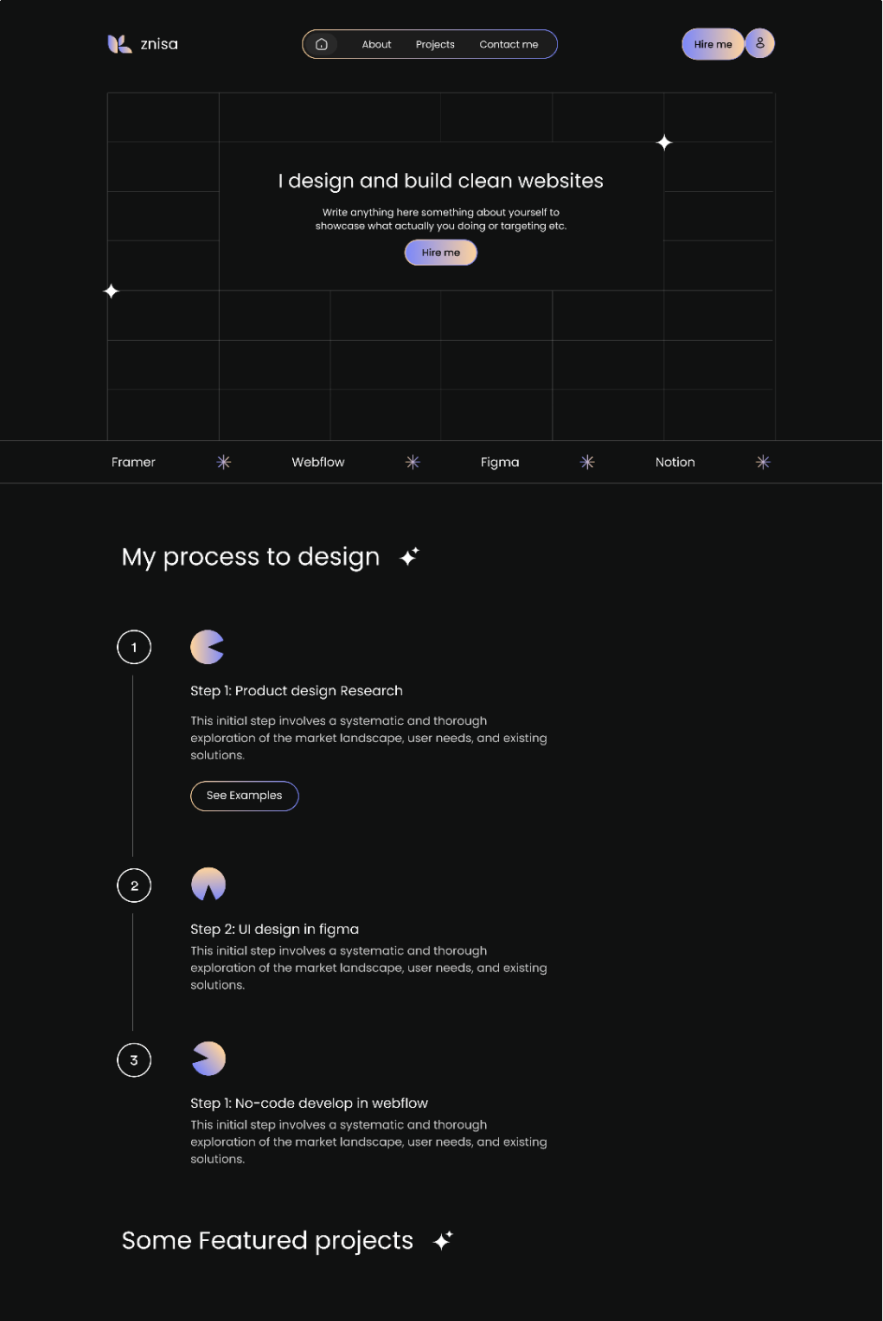 znisa
About
Projects
Contact me
Hire me
I design and build clean websites
Write anything here something about yourself to
showcase what actually you doing or targeting etc.
Hire me
Framer
Webflow
Figma
Notion
My process to design
1
Step 1: Product design Research
This initial step involves a systematic and thorough
exploration of the market landscape, user needs, and existing
solutions.
See Examples
2
Step 2: UI design in figma
This initial step involves a systematic and thorough
exploration of the market landscape, user needs, and existing
solutions.
3
Step 1: No-code develop in webflow
This initial step involves a systematic and thorough
exploration of the market landscape, user needs, and existing
solutions.
Some Featured projects